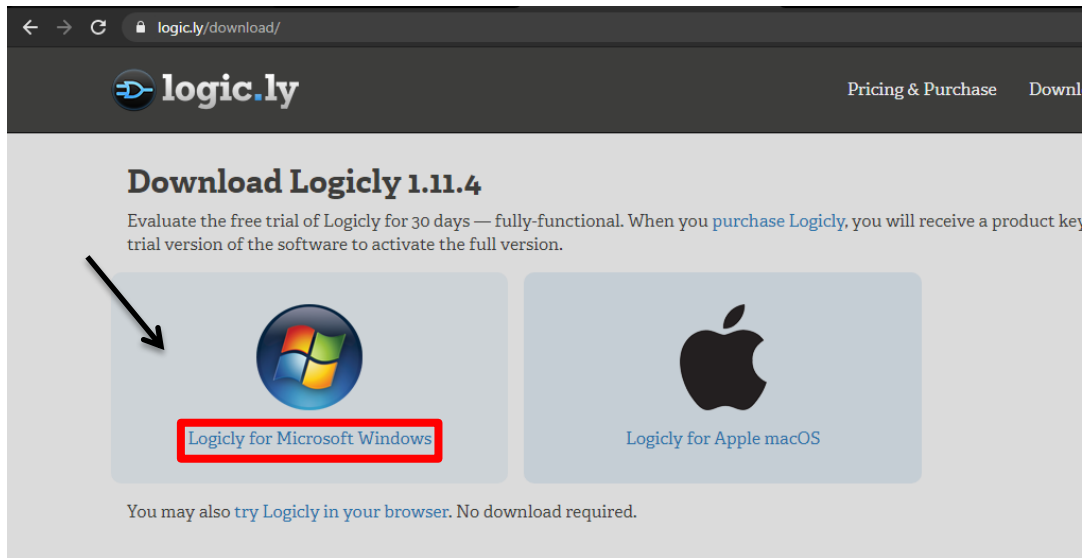 logic.ly/download/
logic.ly
Pricing & Purchase Downl
Download Logicly 1.11.4
Evaluate the free trial of Logicly for 30 days — fully-functional. When you purchase Logicly, you will receive a product key
trial version of the software to activate the full version.
Logicly for Microsoft Windows
Logicly for Apple macOS
You may also try Logicly in your browser. No download required.